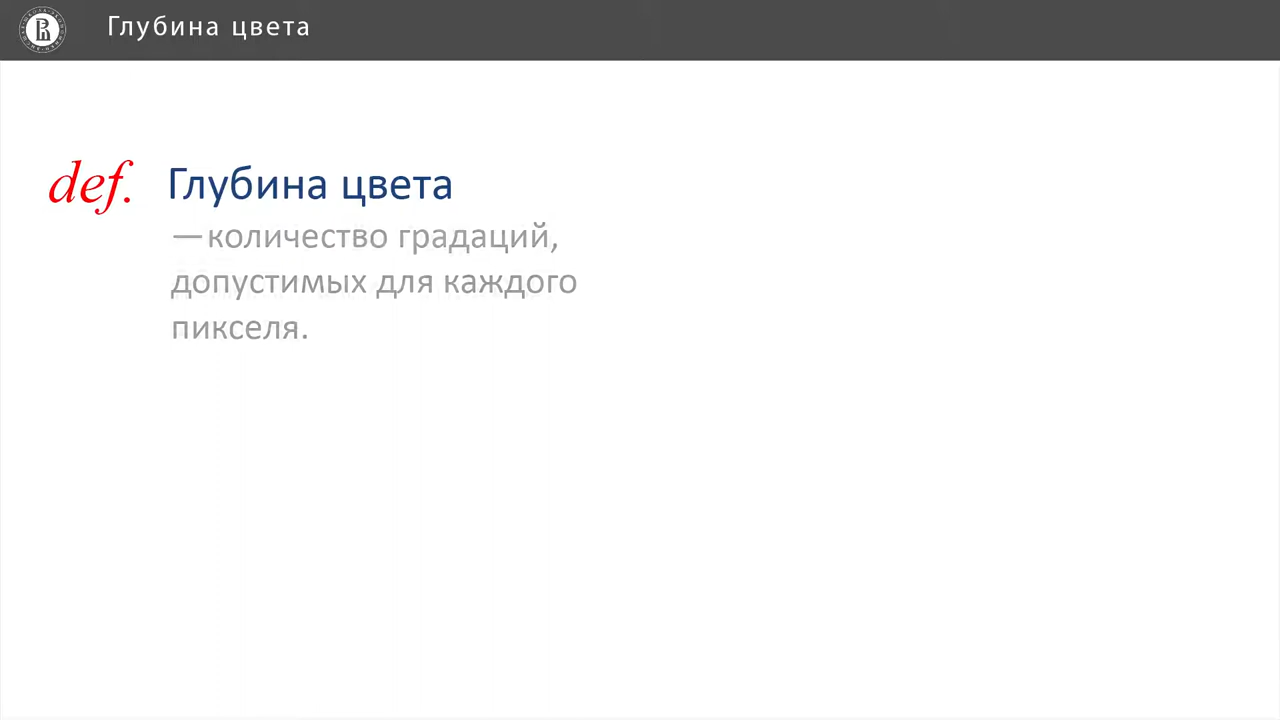 Глубина цвета
def. Глубина цвета
— количество градаций,
допустимых для каждого
пикселя.